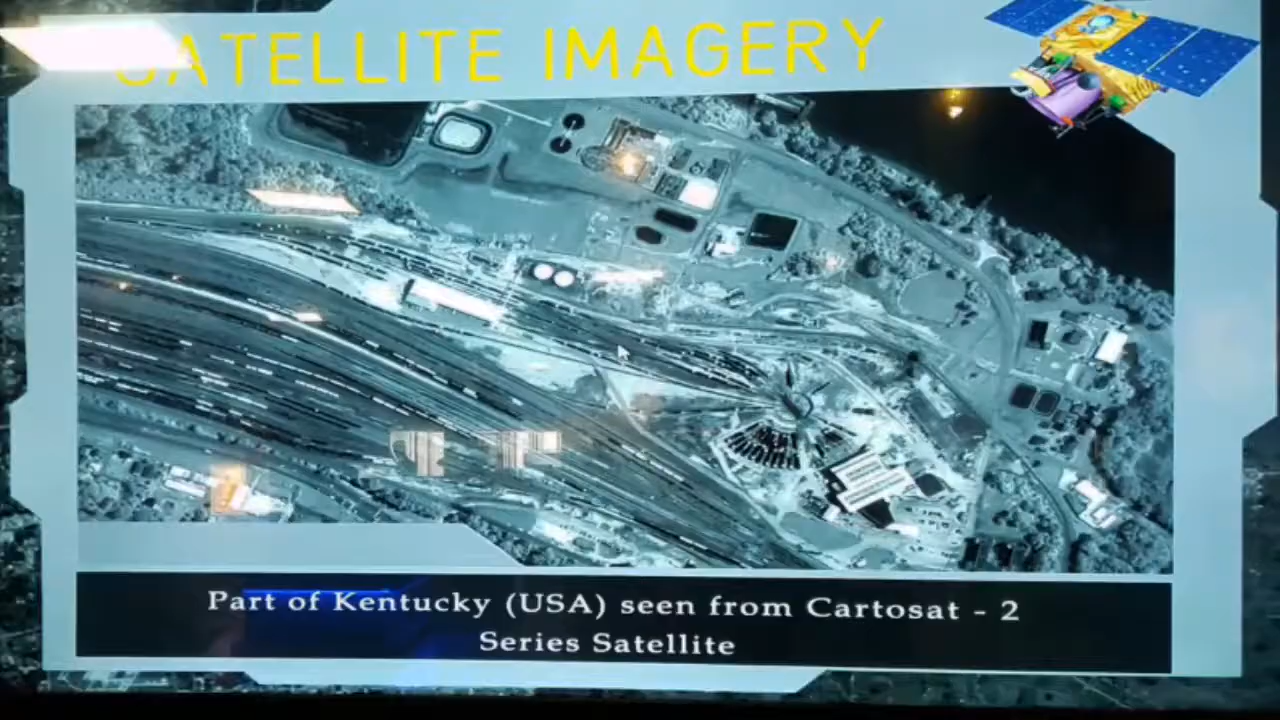 SATELLITE IMAGERY
Part of Kentucky (USA) seen from Cartosat - 2
Series Satellite